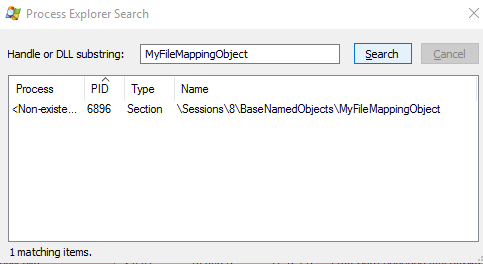 Process Explorer Search
Handle or DLL substring: MyFileMappingObject Search Cancel
Process PID Type Name
<Non-existe... 6896 Section \Sessions\8\BaseNamedObjects\MyFileMappingObject
1 matching items.